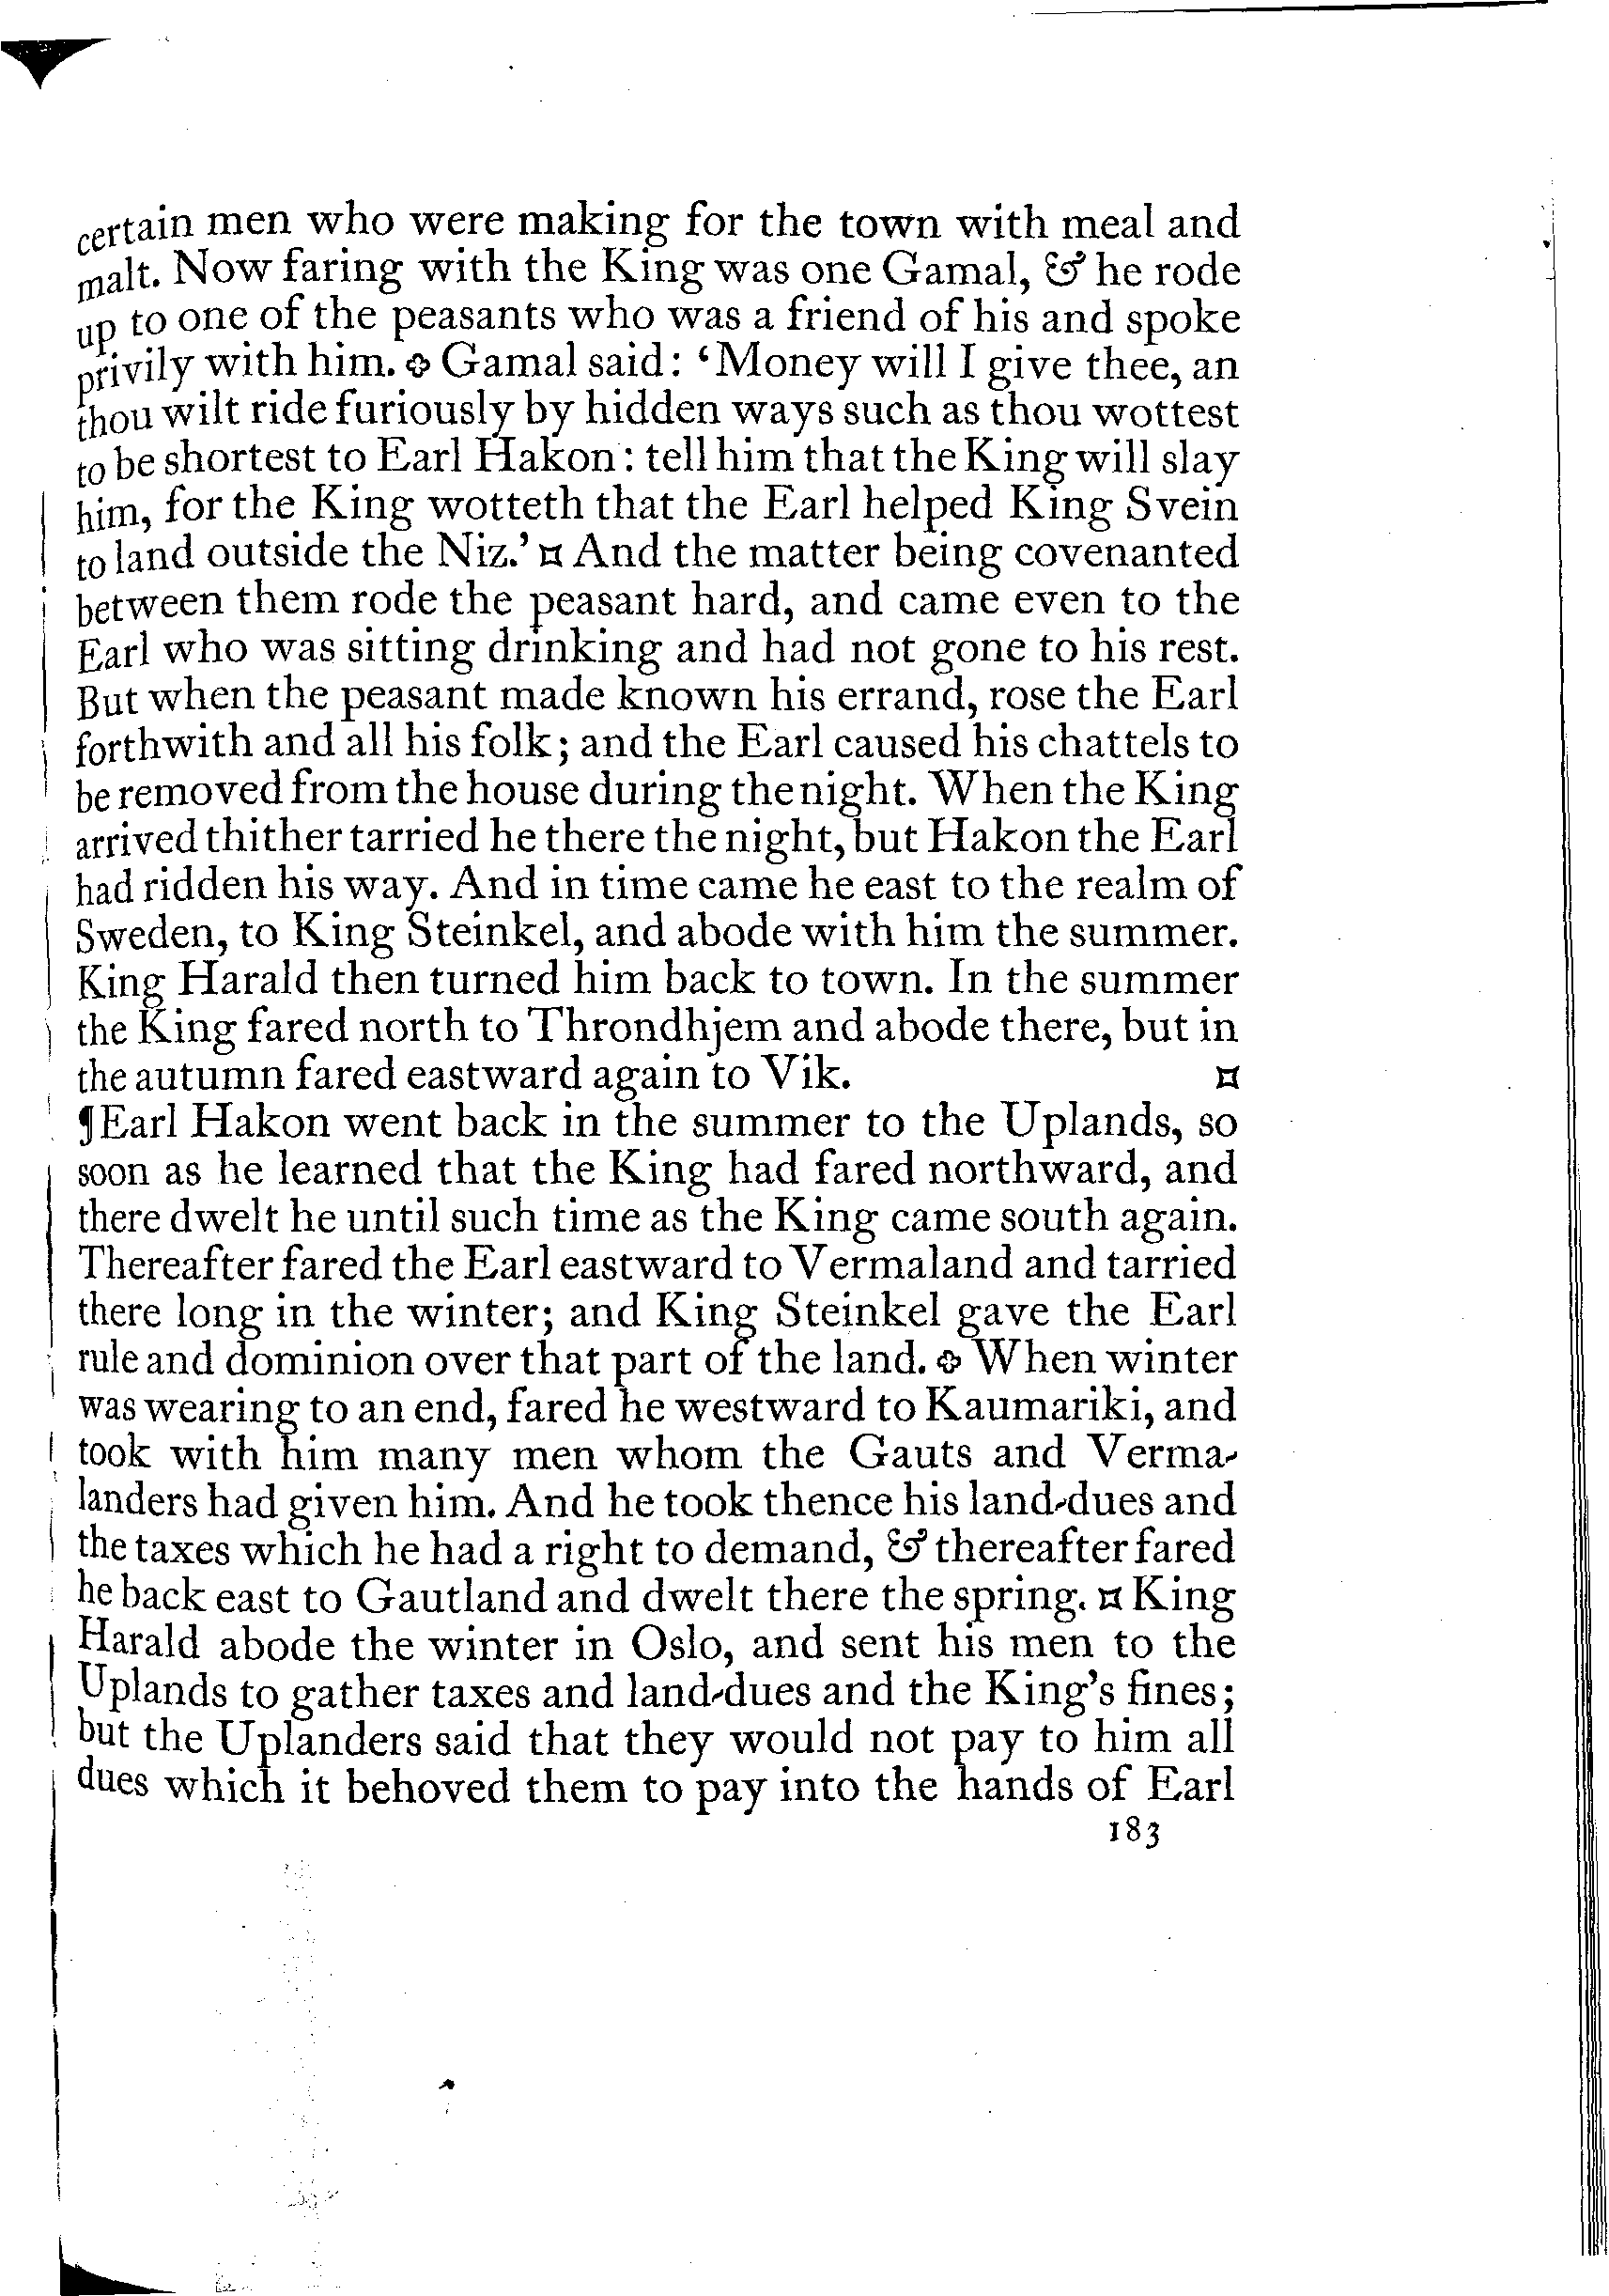 certain men who were making for the town with meal and
malt. Now faring with the King was one Gamal, & he rode
up to one of the peasants who was a friend of his and spoke
privily with him. ✥ Gamal said: ‘Money will I give thee, an
thou wilt ride furiously by hidden ways such as thou wottest
to be shortest to Earl Hakon: tell him that the King will slay
him, for the King wotteth that the Earl helped King Svein
to land outside the Niz.’ ¤ And the matter being covenanted
between them rode the peasant hard, and came even to the
Earl who was sitting drinking and had not gone to his rest.
But when the peasant made known his errand, rose the Earl
forthwith and all his folk; and the Earl caused his chattels to
be removed from the house during the night. When the King
arrived thither tarried he there the night, but Hakon the Earl
had ridden his way. And in time came he east to the realm of
Sweden, to King Steinkel, and abode with him the summer.
King Harald then turned him back to town. In the summer
the King fared north to Throndhjem and abode there, but in
the autumn fared eastward again to Vik. ¤
¶Earl Hakon went back in the summer to the Uplands, so
soon as he learned that the King had fared northward, and
there dwelt he until such time as the King came south again.
Thereafter fared the Earl eastward to Vermaland and tarried
there long in the winter; and King Steinkel gave the Earl
rule and dominion over that part of the land. ✥ When winter
was wearing to an end, fared he westward to Kaumariki, and
took with him many men whom the Gauts and Verma-
landers had given him. And he took thence his land-dues and
the taxes which he had a right to demand, & thereafter fared
he back east to Gautland and dwelt there the spring. ¤ King
Harald abode the winter in Oslo, and sent his men to the
Uplands to gather taxes and land-dues and the King's fines;
but the Uplanders said that they would not pay to him all
dues which it behoved them to pay into the hands of Earl
183